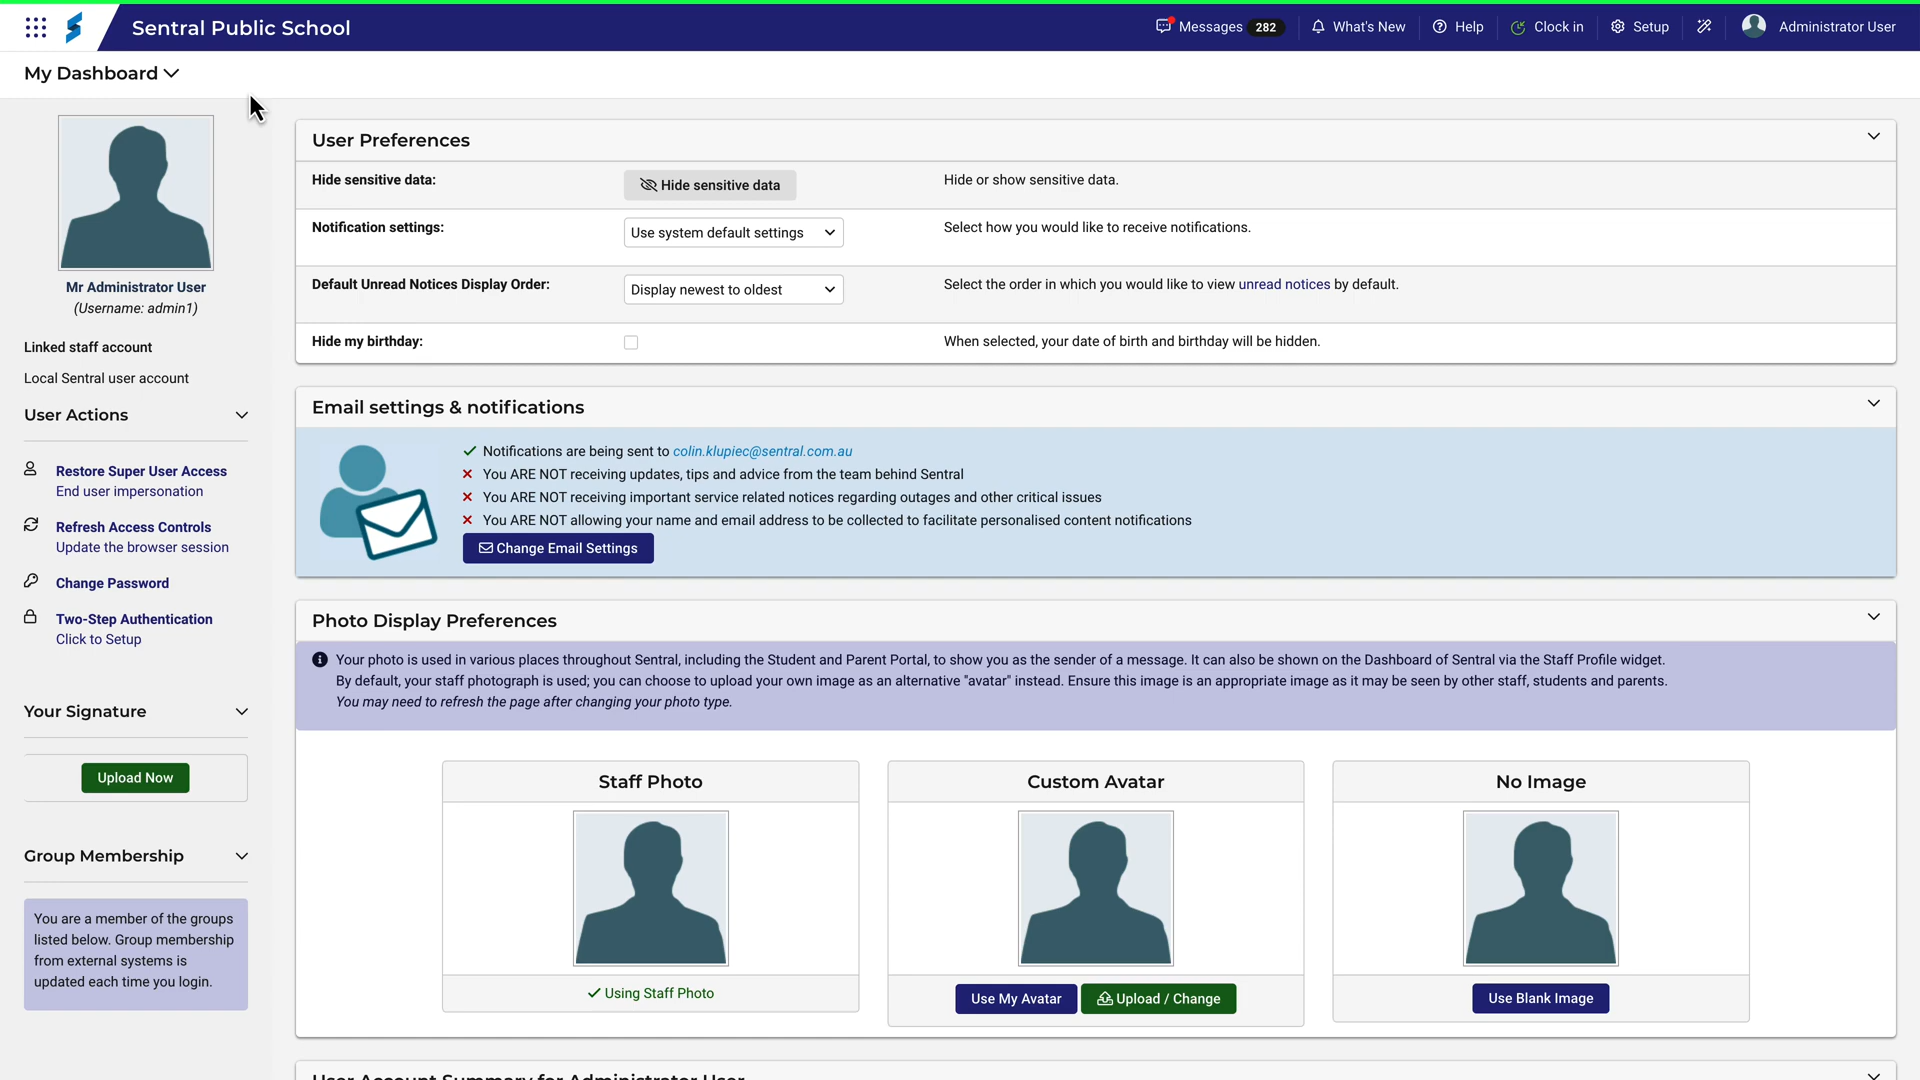 Sentral Public School
Messages 282
What's New
Help
Clock in
Setup
Administrator User
My Dashboard
Mr Administrator User
(Username: admin1)
Linked staff account
Local Sentral user account
User Actions
Restore Super User Access
End user impersonation
Refresh Access Controls
Update the browser session
Change Password
Two-Step Authentication
Click to Setup
Your Signature
Upload Now
Group Membership
You are a member of the groups
listed below. Group membership
from external systems is
updated each time you login.
User Preferences
Hide sensitive data: Hide sensitive data Hide or show sensitive data.
Notification settings: Use system default settings Select how you would like to receive notifications.
Default Unread Notices Display Order: Display newest to oldest Select the order in which you would like to view unread notices by default.
Hide my birthday: When selected, your date of birth and birthday will be hidden.
Email settings & notifications
Notifications are being sent to colin.klupiec@sentral.com.au
You ARE NOT receiving updates, tips and advice from the team behind Sentral
You ARE NOT receiving important service related notices regarding outages and other critical issues
You ARE NOT allowing your name and email address to be collected to facilitate personalised content notifications
Change Email Settings
Photo Display Preferences
Your photo is used in various places throughout Sentral, including the Student and Parent Portal, to show you as the sender of a message. It can also be shown on the Dashboard of Sentral via the Staff Profile widget.
By default, your staff photograph is used; you can choose to upload your own image as an alternative "avatar" instead. Ensure this image is an appropriate image as it may be seen by other staff, students and parents.
You may need to refresh the page after changing your photo type.
Staff Photo
Using Staff Photo
Custom Avatar
Use My Avatar
Upload / Change
No Image
Use Blank Image
User Account Summary for Administrator User